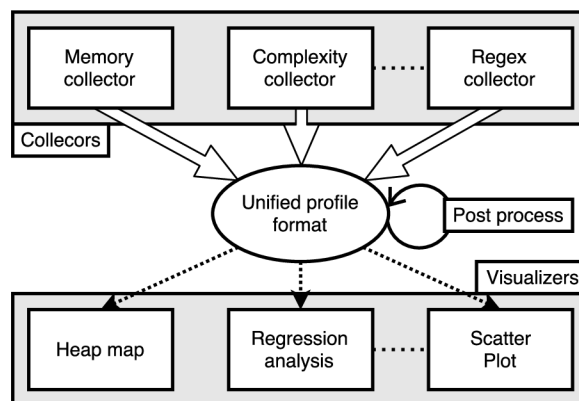 Memory
collector
Complexity
collector
Regex
collector
Collecors
Unified profile
format
Post process
Visualizers
Heap map
Regression
analysis
Scatter
Plot